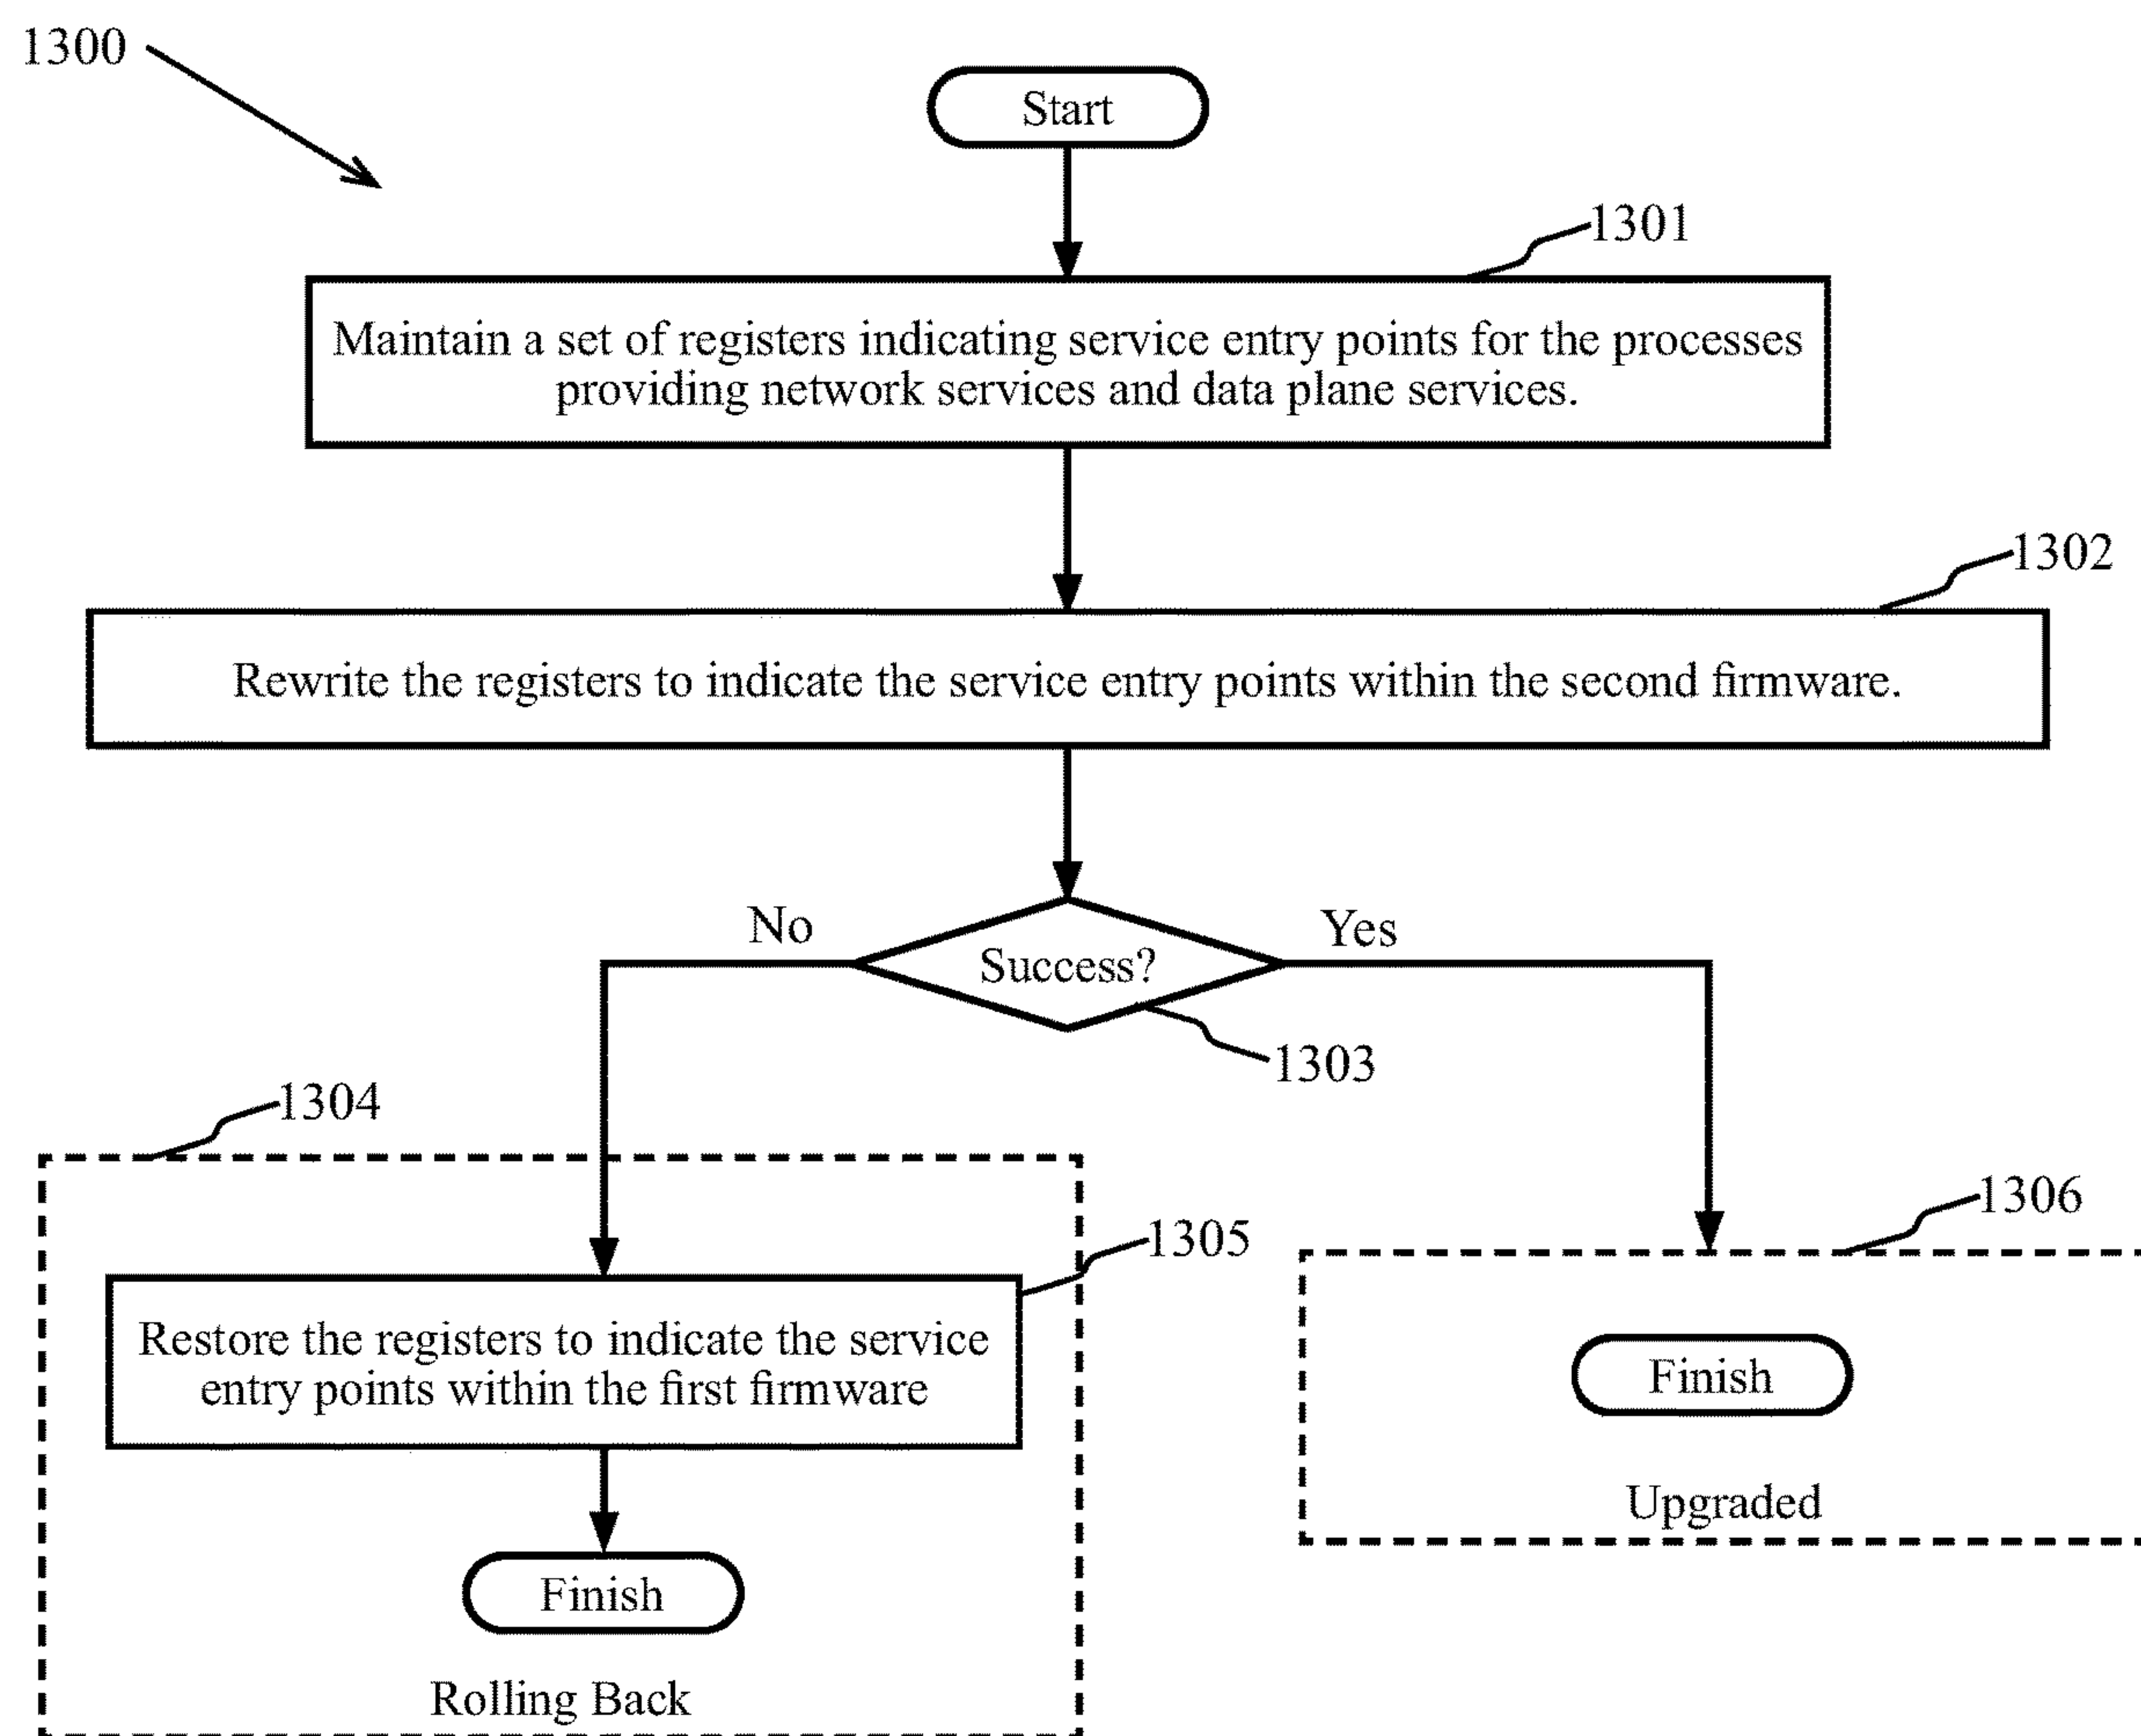 1300
Start
1301
Maintain a set of registers indicating service entry points for the processes
providing network services and data plane services.
1302
Rewrite the registers to indicate the service entry points within the second firmware.
No
Yes
Success?
1303
1304
1306
1305
Restore the registers to indicate the service
entry points within the first firmware
Finish
Upgraded
Finish
Rolling Back